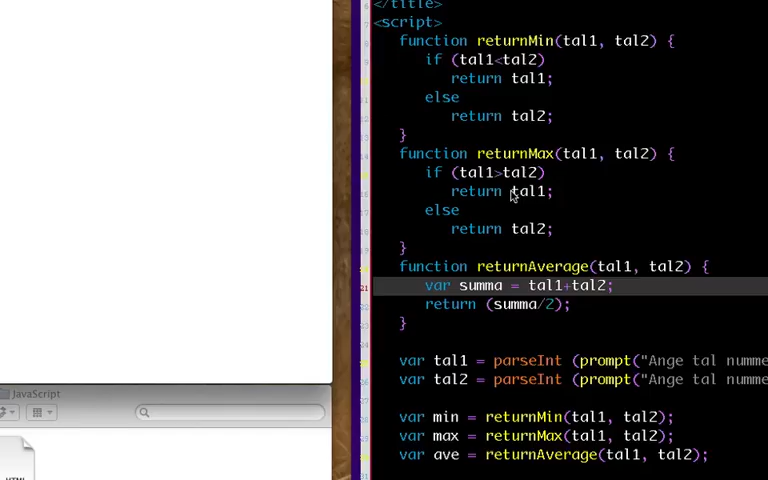 </title>
<script>
function returnMin(tal1, tal2) {
if (tal1<tal2)
return tal1;
else
return tal2;
}
function returnMax(tal1, tal2) {
if (tal1>tal2)
return tal1;
else
return tal2;
}
function returnAverage(tal1, tal2) {
21 var summa = tal1+tal2;
return (summa/2);
}
var tal1 = parseInt (prompt("Ange tal numme
var tal2 = parseInt (prompt("Ange tal numme
var min = returnMin(tal1, tal2);
var max = returnMax(tal1, tal2);
var ave = returnAverage(tal1, tal2);
JavaScript
HTML